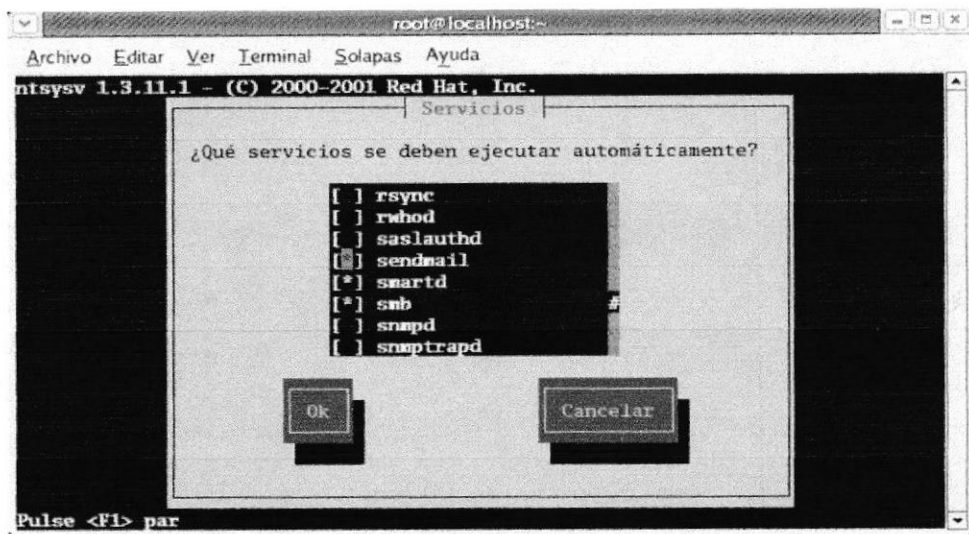 root@localhost:~
Archivo Editar Ver Terminal Solapas Ayuda
ntsysv 1.3.11.1 - (C) 2000-2001 Red Hat, Inc.
Servicios
¿Qué servicios se deben ejecutar automáticamente?
[ ] rsync
[ ] rwhod
[ ] saslauthd
[*] sendmail
[*] smartd
[*] smb #
[ ] snmpd
[ ] snmptrapd
Ok Cancelar
Pulse <F1> par